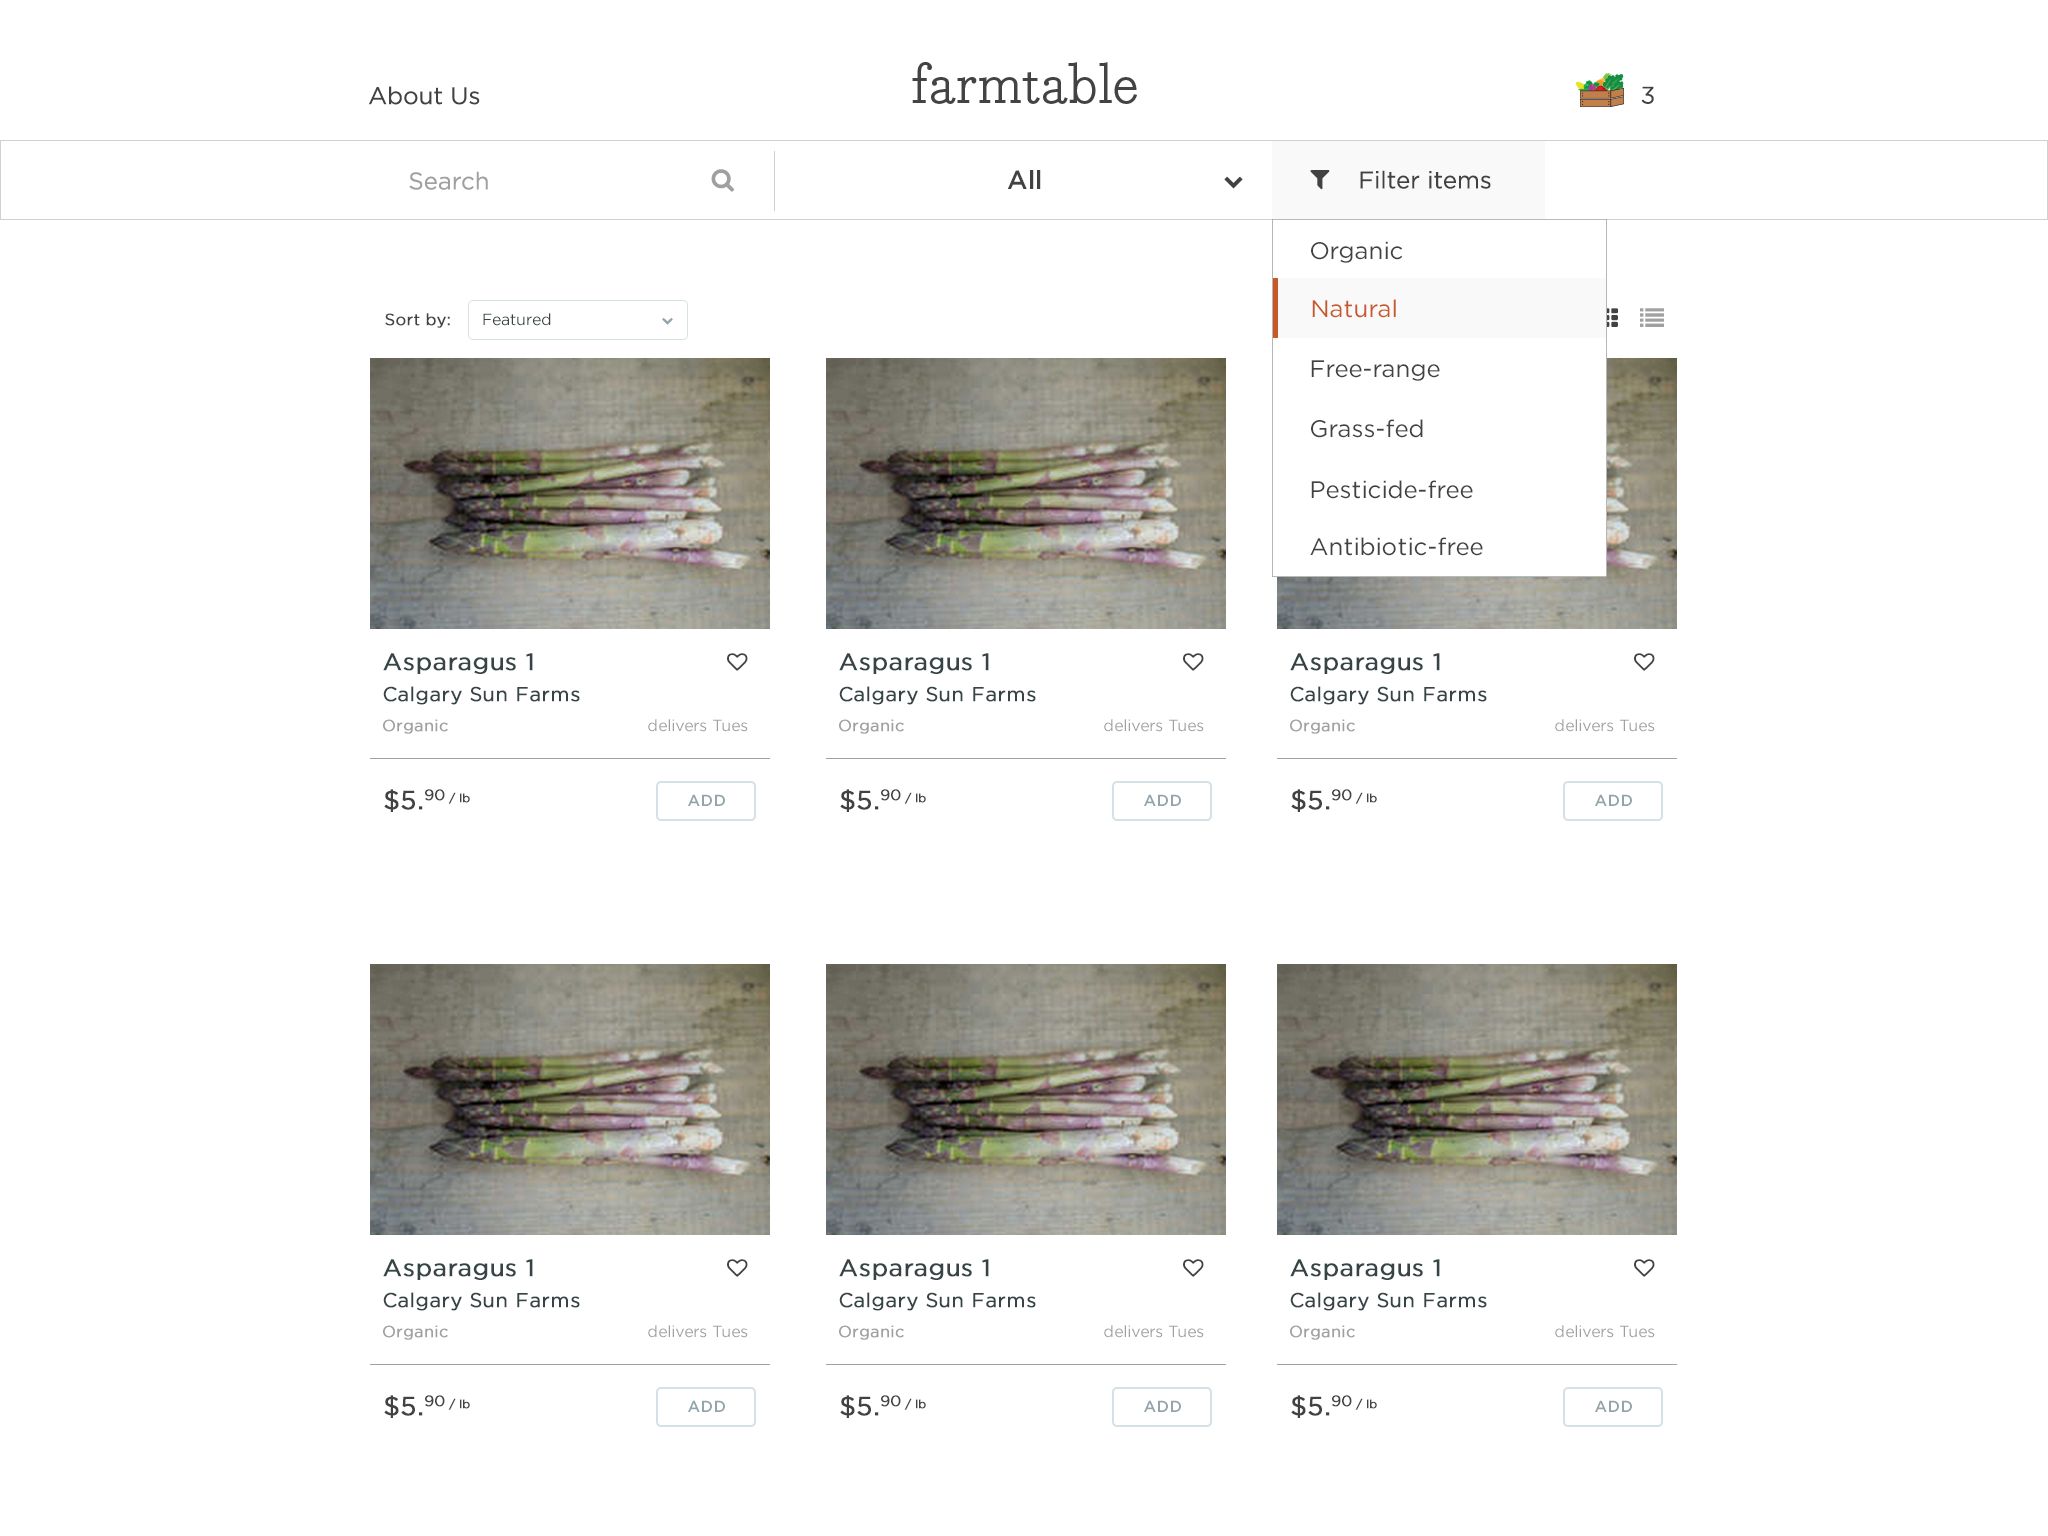 About Us
farmtable
3
Search
All
Filter items
Organic
Natural
Free-range
Grass-fed
Pesticide-free
Antibiotic-free
Sort by:
Featured
Asparagus 1
Calgary Sun Farms
Organic delivers Tues
$5.90 / lb
ADD
Asparagus 1
Calgary Sun Farms
Organic delivers Tues
$5.90 / lb
ADD
Asparagus 1
Calgary Sun Farms
Organic delivers Tues
$5.90 / lb
ADD
Asparagus 1
Calgary Sun Farms
Organic delivers Tues
$5.90 / lb
ADD
Asparagus 1
Calgary Sun Farms
Organic delivers Tues
$5.90 / lb
ADD
Asparagus 1
Calgary Sun Farms
Organic delivers Tues
$5.90 / lb
ADD